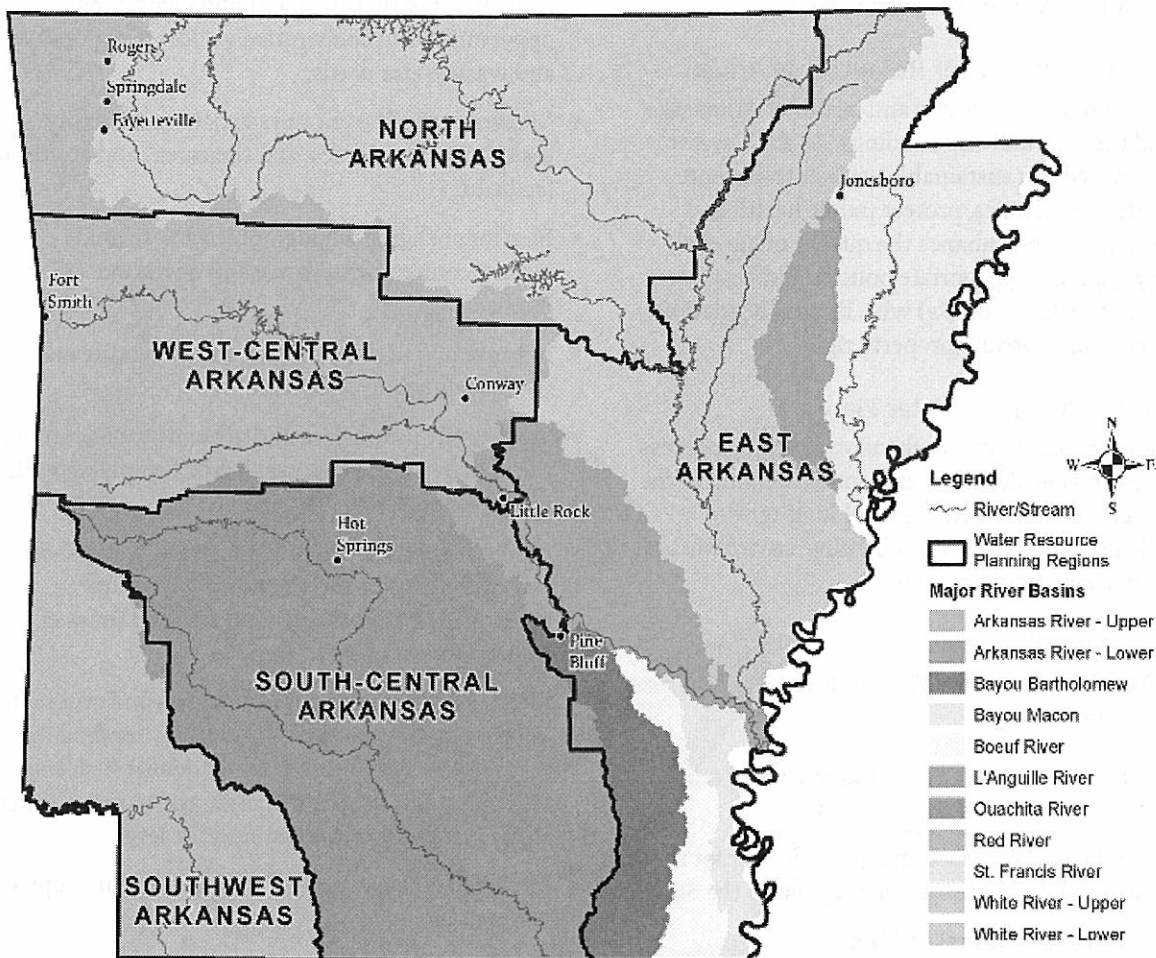 Rogers
Springdale
Fayetteville
NORTH
ARKANSAS
Jonesboro
Fort
Smith
WEST-CENTRAL
ARKANSAS
Conway
EAST
ARKANSAS
Little Rock
Hot
Springs
Pine
Bluff
SOUTH-CENTRAL
ARKANSAS
SOUTHWEST
ARKANSAS
N
W
E
S
Legend
River/Stream
Water Resource
Planning Regions
Major River Basins
Arkansas River - Upper
Arkansas River - Lower
Bayou Bartholomew
Bayou Macon
Boeuf River
L'Anguille River
Ouachita River
Red River
St. Francis River
White River - Upper
White River - Lower